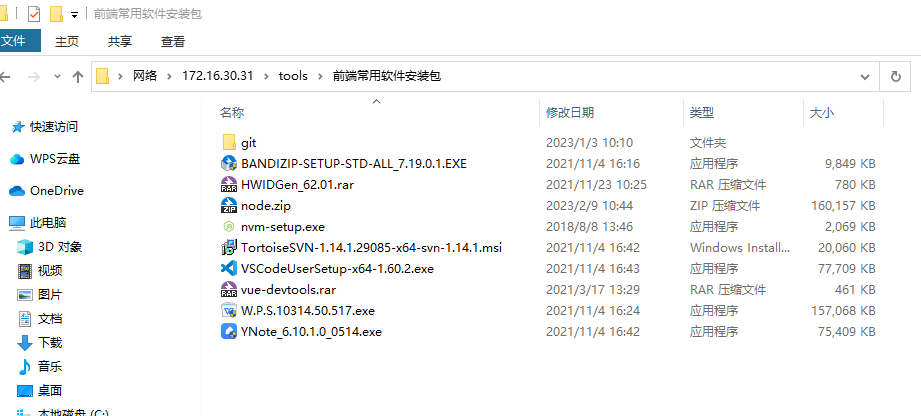 前端常用软件安装包
文件 主页 共享 查看
网络 172.16.30.31 tools 前端常用软件安装包
名称 修改日期 类型 大小
快速访问
WPS云盘
OneDrive
此电脑
3D 对象
视频
图片
文档
下载
音乐
桌面
本地磁盘 (C:)
git 2023/1/3 10:10 文件夹
BANDIZIP-SETUP-STD-ALL_7.19.0.1.EXE 2021/11/4 16:16 应用程序 9,849 KB
HWIDGen_62.01.rar 2021/11/23 10:25 RAR 压缩文件 780 KB
node.zip 2023/2/9 10:44 ZIP 压缩文件 160,157 KB
nvm-setup.exe 2018/8/8 13:46 应用程序 2,069 KB
TortoiseSVN-1.14.1.29085-x64-svn-1.14.1.msi 2021/11/4 16:42 Windows Install... 20,060 KB
VSCodeUserSetup-x64-1.60.2.exe 2021/11/4 16:43 应用程序 77,709 KB
vue-devtools.rar 2021/3/17 13:29 RAR 压缩文件 461 KB
W.P.S.10314.50.517.exe 2021/11/4 16:24 应用程序 157,068 KB
YNote_6.10.1.0_0514.exe 2021/11/4 16:42 应用程序 75,409 KB